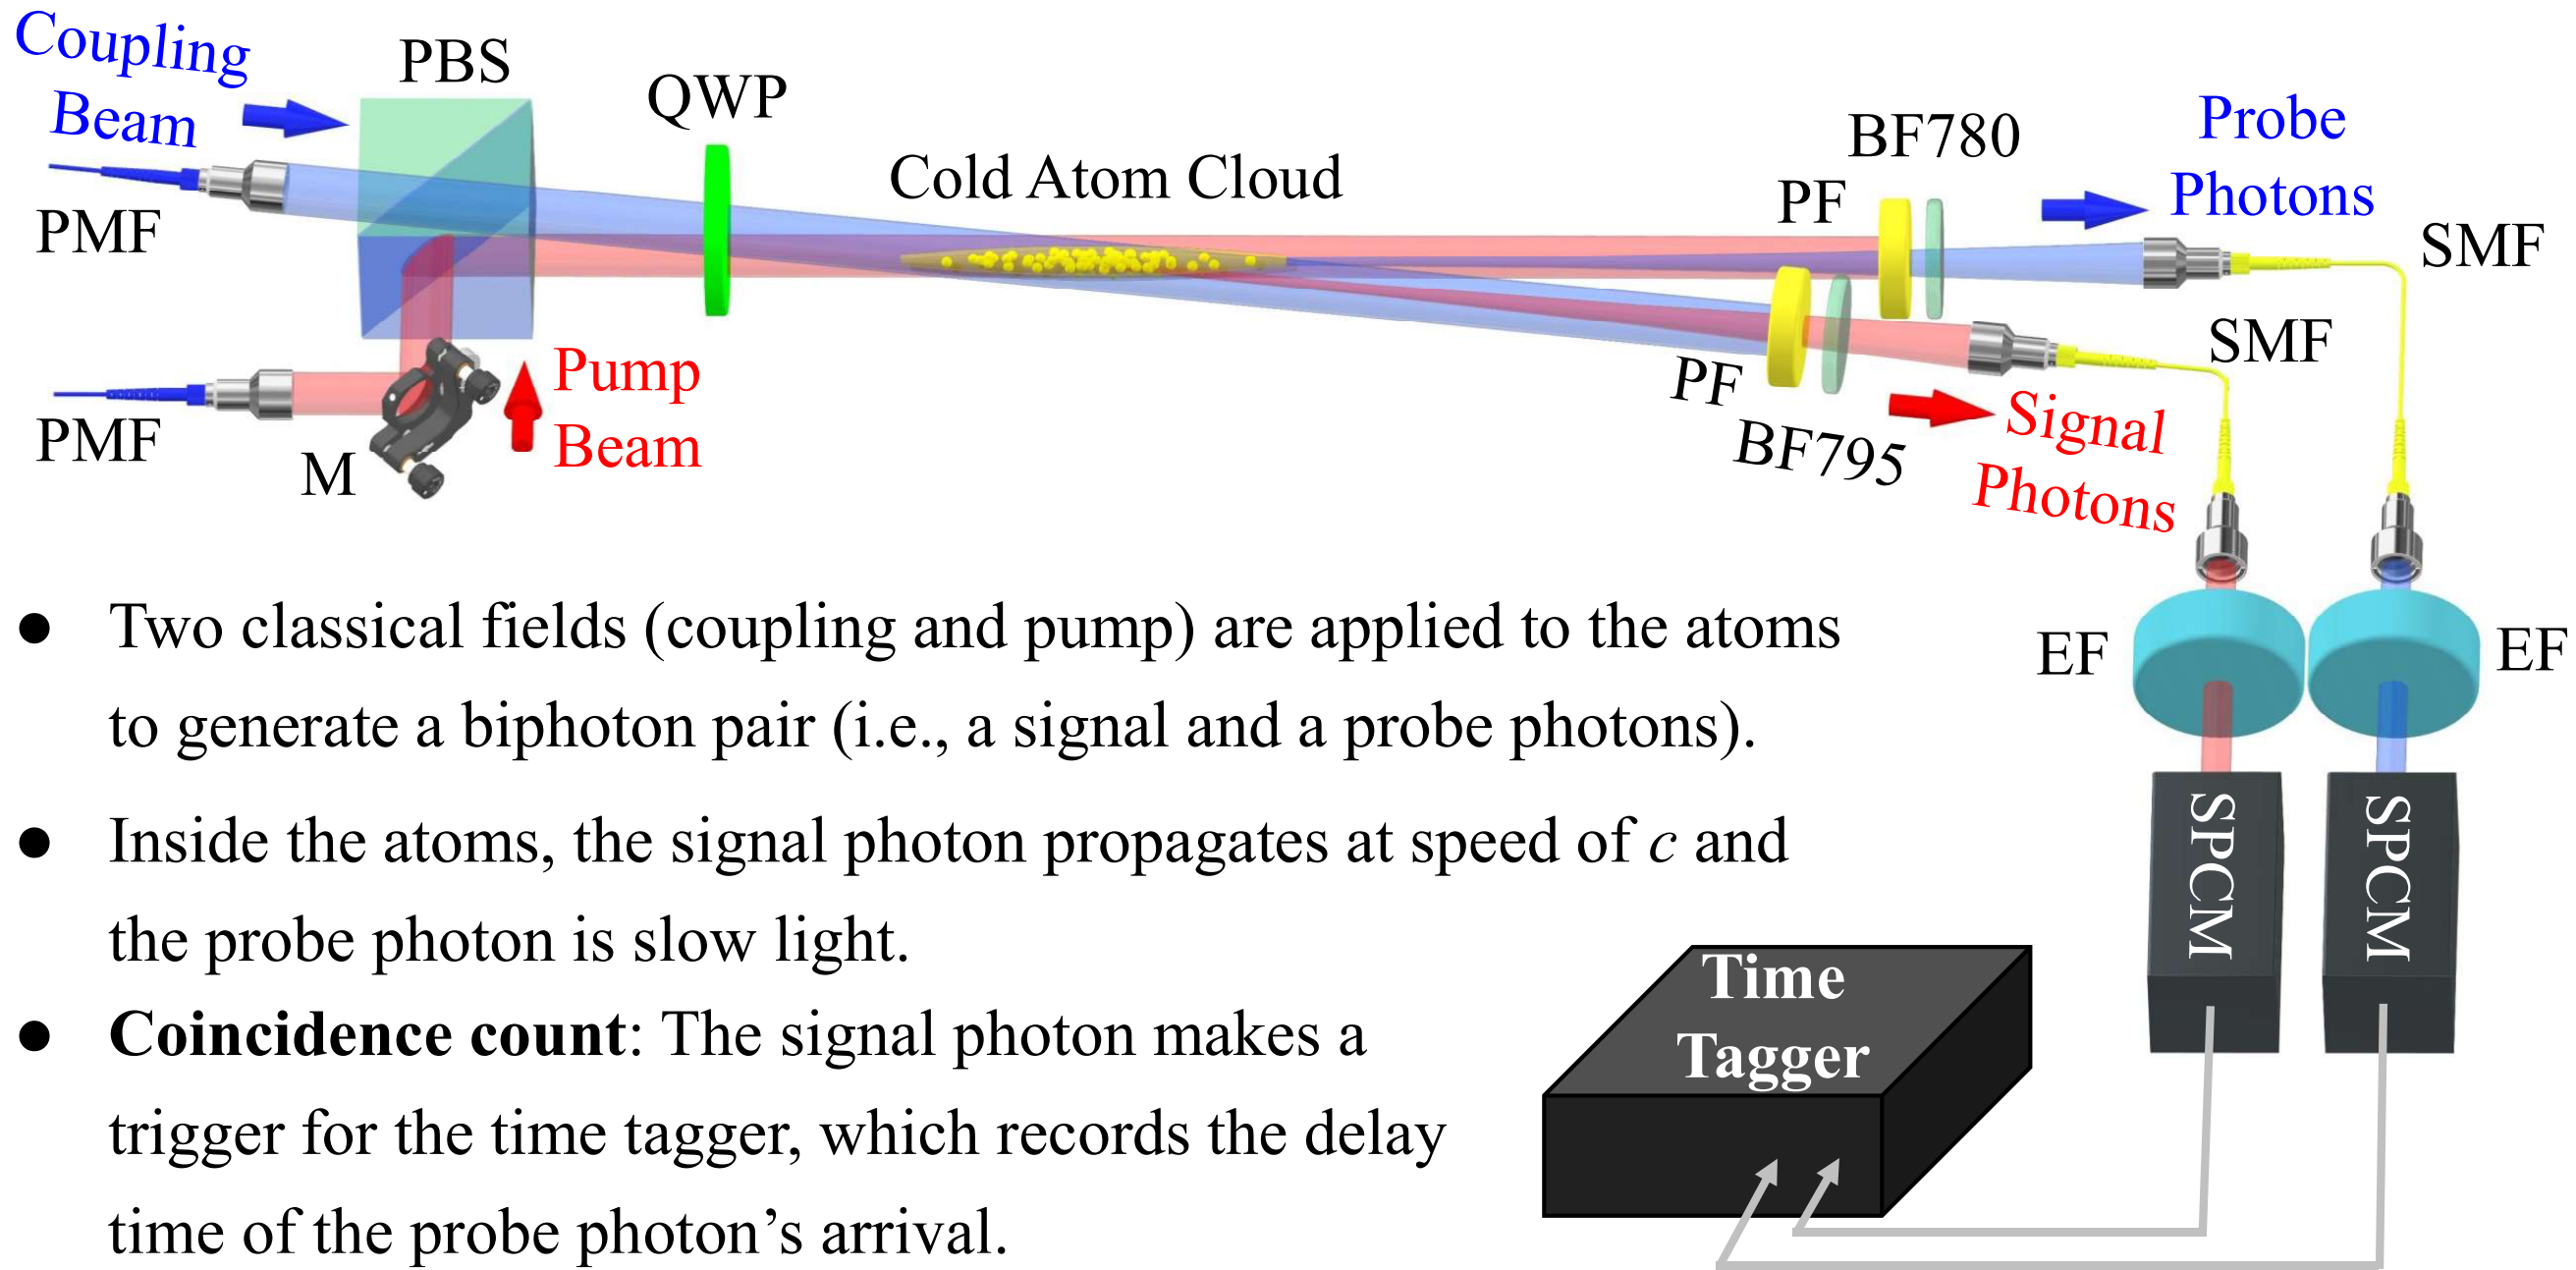 Coupling
Beam
PBS
QWP
Cold Atom Cloud
BF780
PF
Probe
Photons
SMF
PMF
SMF
PMF
M
Pump
Beam
PF
BF795
Signal
Photons
EF
EF
SPCM
SPCM
Time
Tagger
● Two classical fields (coupling and pump) are applied to the atoms
to generate a biphoton pair (i.e., a signal and a probe photons).
● Inside the atoms, the signal photon propagates at speed of c and
the probe photon is slow light.
● Coincidence count: The signal photon makes a
trigger for the time tagger, which records the delay
time of the probe photon’s arrival.